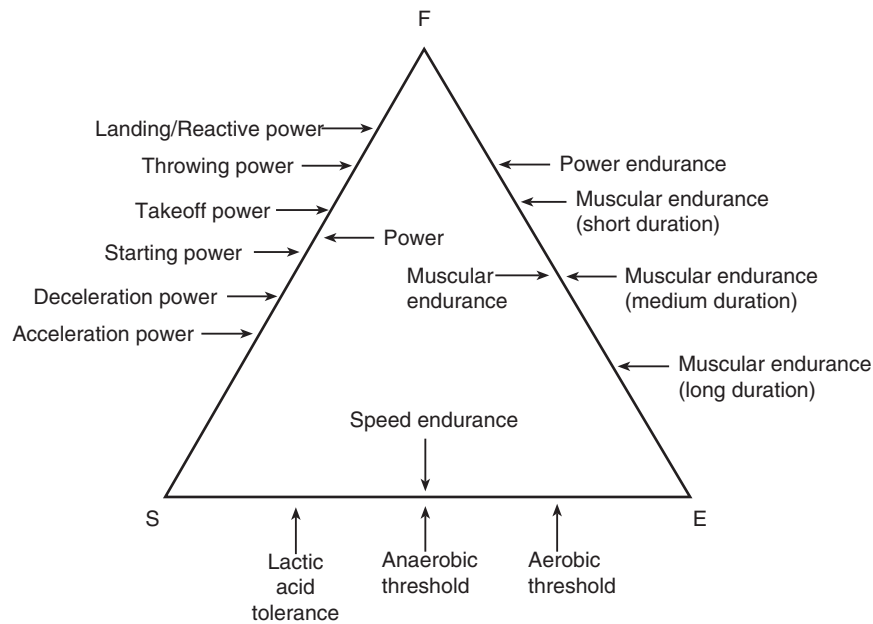 F
Landing/Reactive power
Throwing power
Takeoff power
Starting power
Deceleration power
Acceleration power
Power
Muscular
endurance
Power endurance
Muscular endurance
(short duration)
Muscular endurance
(medium duration)
Muscular endurance
(long duration)
Speed endurance
S
E
Lactic
acid
tolerance
Anaerobic
threshold
Aerobic
threshold